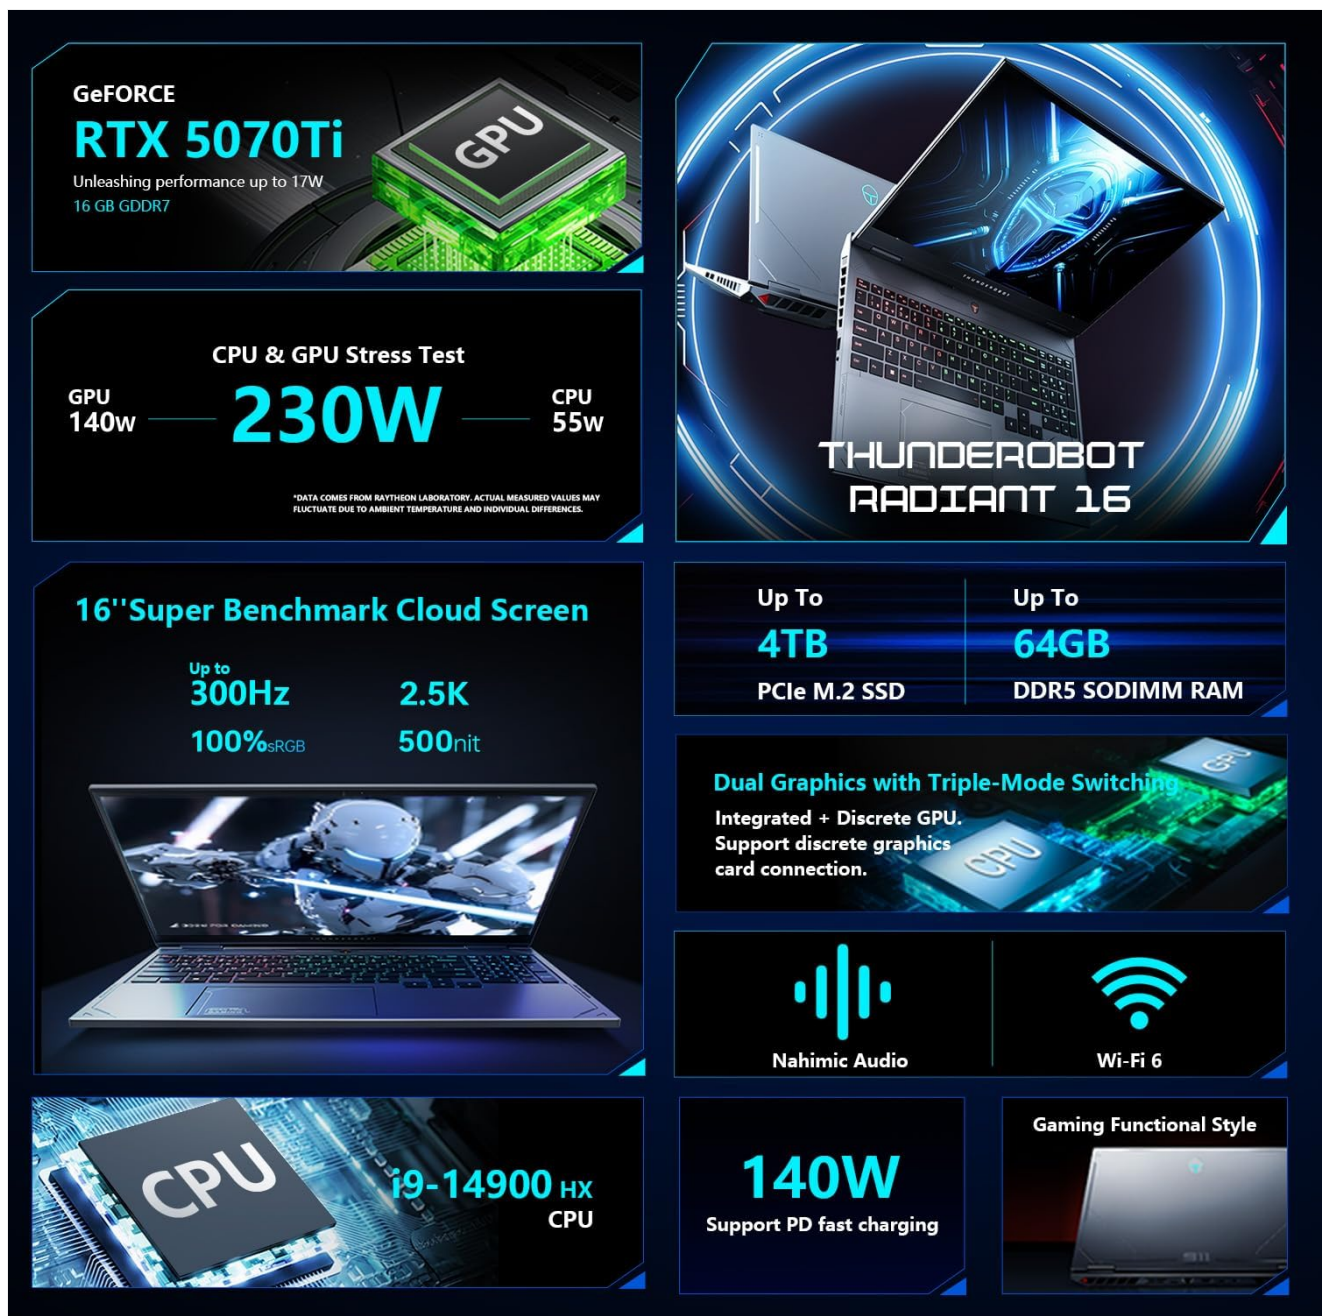 GeFORCE
RTX 5070Ti
Unleashing performance up to 17W
16 GB GDDR7
GPU
THUNDEROBOT
RADIANT 16
CPU & GPU Stress Test
GPU
140W
230W
CPU
55W
*DATA COMES FROM RAYTHEON LABORATORY. ACTUAL MEASURED VALUES MAY
FLUCTUATE DUE TO AMBIENT TEMPERATURE AND INDIVIDUAL DIFFERENCES.
16''Super Benchmark Cloud Screen
Up to
300Hz
2.5K
100%sRGB
500nit
Up To
4TB
PCIe M.2 SSD
Up To
64GB
DDR5 SODIMM RAM
Dual Graphics with Triple-Mode Switching
Integrated + Discrete GPU.
Support discrete graphics
card connection.
GPU
CPU
Nahimic Audio
Wi-Fi 6
CPU
i9-14900 HX
CPU
140W
Support PD fast charging
Gaming Functional Style
911